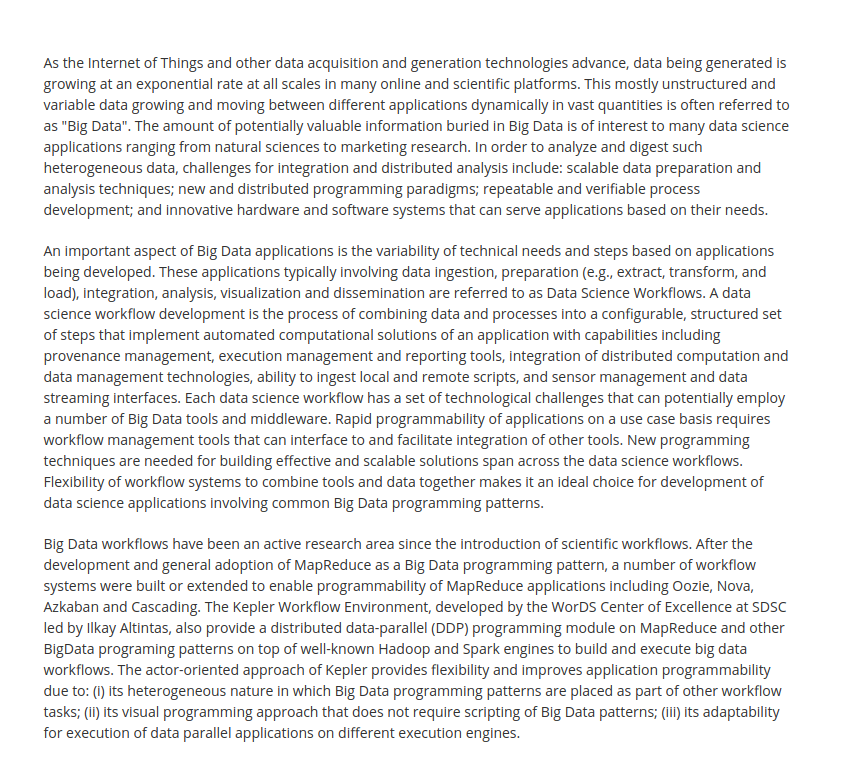 As the Internet of Things and other data acquisition and generation technologies advance, data being generated is
growing at an exponential rate at all scales in many online and scientific platforms. This mostly unstructured and
variable data growing and moving between different applications dynamically in vast quantities is often referred to
as "Big Data". The amount of potentially valuable information buried in Big Data is of interest to many data science
applications ranging from natural sciences to marketing research. In order to analyze and digest such
heterogeneous data, challenges for integration and distributed analysis include: scalable data preparation and
analysis techniques; new and distributed programming paradigms; repeatable and verifiable process
development; and innovative hardware and software systems that can serve applications based on their needs.
An important aspect of Big Data applications is the variability of technical needs and steps based on applications
being developed. These applications typically involving data ingestion, preparation (e.g., extract, transform, and
load), integration, analysis, visualization and dissemination are referred to as Data Science Workflows. A data
science workflow development is the process of combining data and processes into a configurable, structured set
of steps that implement automated computational solutions of an application with capabilities including
provenance management, execution management and reporting tools, integration of distributed computation and
data management technologies, ability to ingest local and remote scripts, and sensor management and data
streaming interfaces. Each data science workflow has a set of technological challenges that can potentially employ
a number of Big Data tools and middleware. Rapid programmability of applications on a use case basis requires
workflow management tools that can interface to and facilitate integration of other tools. New programming
techniques are needed for building effective and scalable solutions span across the data science workflows.
Flexibility of workflow systems to combine tools and data together makes it an ideal choice for development of
data science applications involving common Big Data programming patterns.
Big Data workflows have been an active research area since the introduction of scientific workflows. After the
development and general adoption of MapReduce as a Big Data programming pattern, a number of workflow
systems were built or extended to enable programmability of MapReduce applications including Oozie, Nova,
Azkaban and Cascading. The Kepler Workflow Environment, developed by the WorDS Center of Excellence at SDSC
led by Ilkay Altintas, also provide a distributed data-parallel (DDP) programming module on MapReduce and other
BigData programing patterns on top of well-known Hadoop and Spark engines to build and execute big data
workflows. The actor-oriented approach of Kepler provides flexibility and improves application programmability
due to: (i) its heterogeneous nature in which Big Data programming patterns are placed as part of other workflow
tasks; (ii) its visual programming approach that does not require scripting of Big Data patterns; (iii) its adaptability
for execution of data parallel applications on different execution engines.